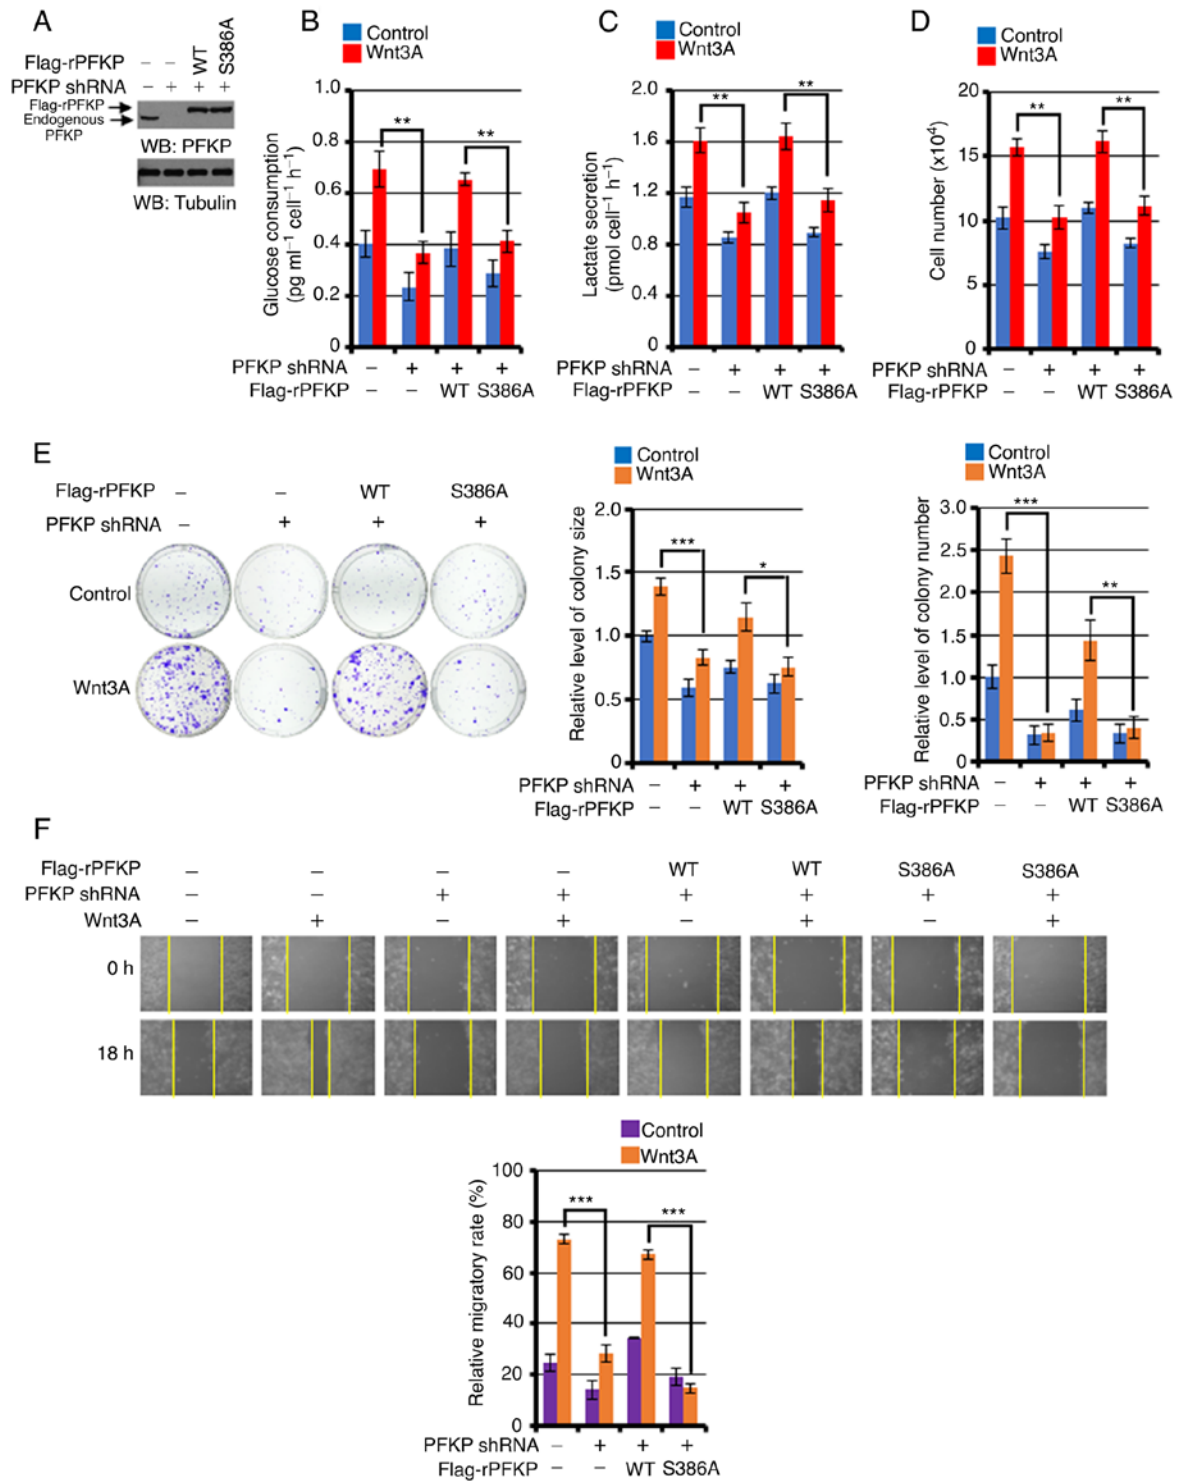 A
Flag-rPFKP – – WT S386A
PFKP shRNA – + + +
Flag-rPFKP
Endogenous
PFKP
WB: PFKP
WB: Tubulin
B
Control
Wnt3A
Glucose consumption
(pg ml⁻¹ cell⁻¹ h⁻¹)
1.0
0.8
0.6
0.4
0.2
0
** **
PFKP shRNA – + + +
Flag-rPFKP – – WT S386A
C
Control
Wnt3A
Lactate secretion
(pmol cell⁻¹ h⁻¹)
2.0
1.6
1.2
0.8
0.4
0
** **
PFKP shRNA – + + +
Flag-rPFKP – – WT S386A
D
Control
Wnt3A
Cell number (x10⁴)
20
15
10
5
0
** **
PFKP shRNA – + + +
Flag-rPFKP – – WT S386A
E
Flag-rPFKP – – WT S386A
PFKP shRNA – + + +
Control
Wnt3A
Control
Wnt3A
Relative level of colony size
2.0
1.5
1.0
0.5
0
*** *
PFKP shRNA – + + +
Flag-rPFKP – – WT S386A
Control
Wnt3A
Relative level of colony number
3.0
2.5
2.0
1.5
1.0
0.5
0
*** **
PFKP shRNA – + + +
Flag-rPFKP – – WT S386A
F
Flag-rPFKP – – – – WT WT S386A S386A
PFKP shRNA – – + + + + + +
Wnt3A – + – + – + – +
0 h
18 h
Control
Wnt3A
Relative migratory rate (%)
100
80
60
40
20
0
*** ***
PFKP shRNA – + + +
Flag-rPFKP – – WT S386A